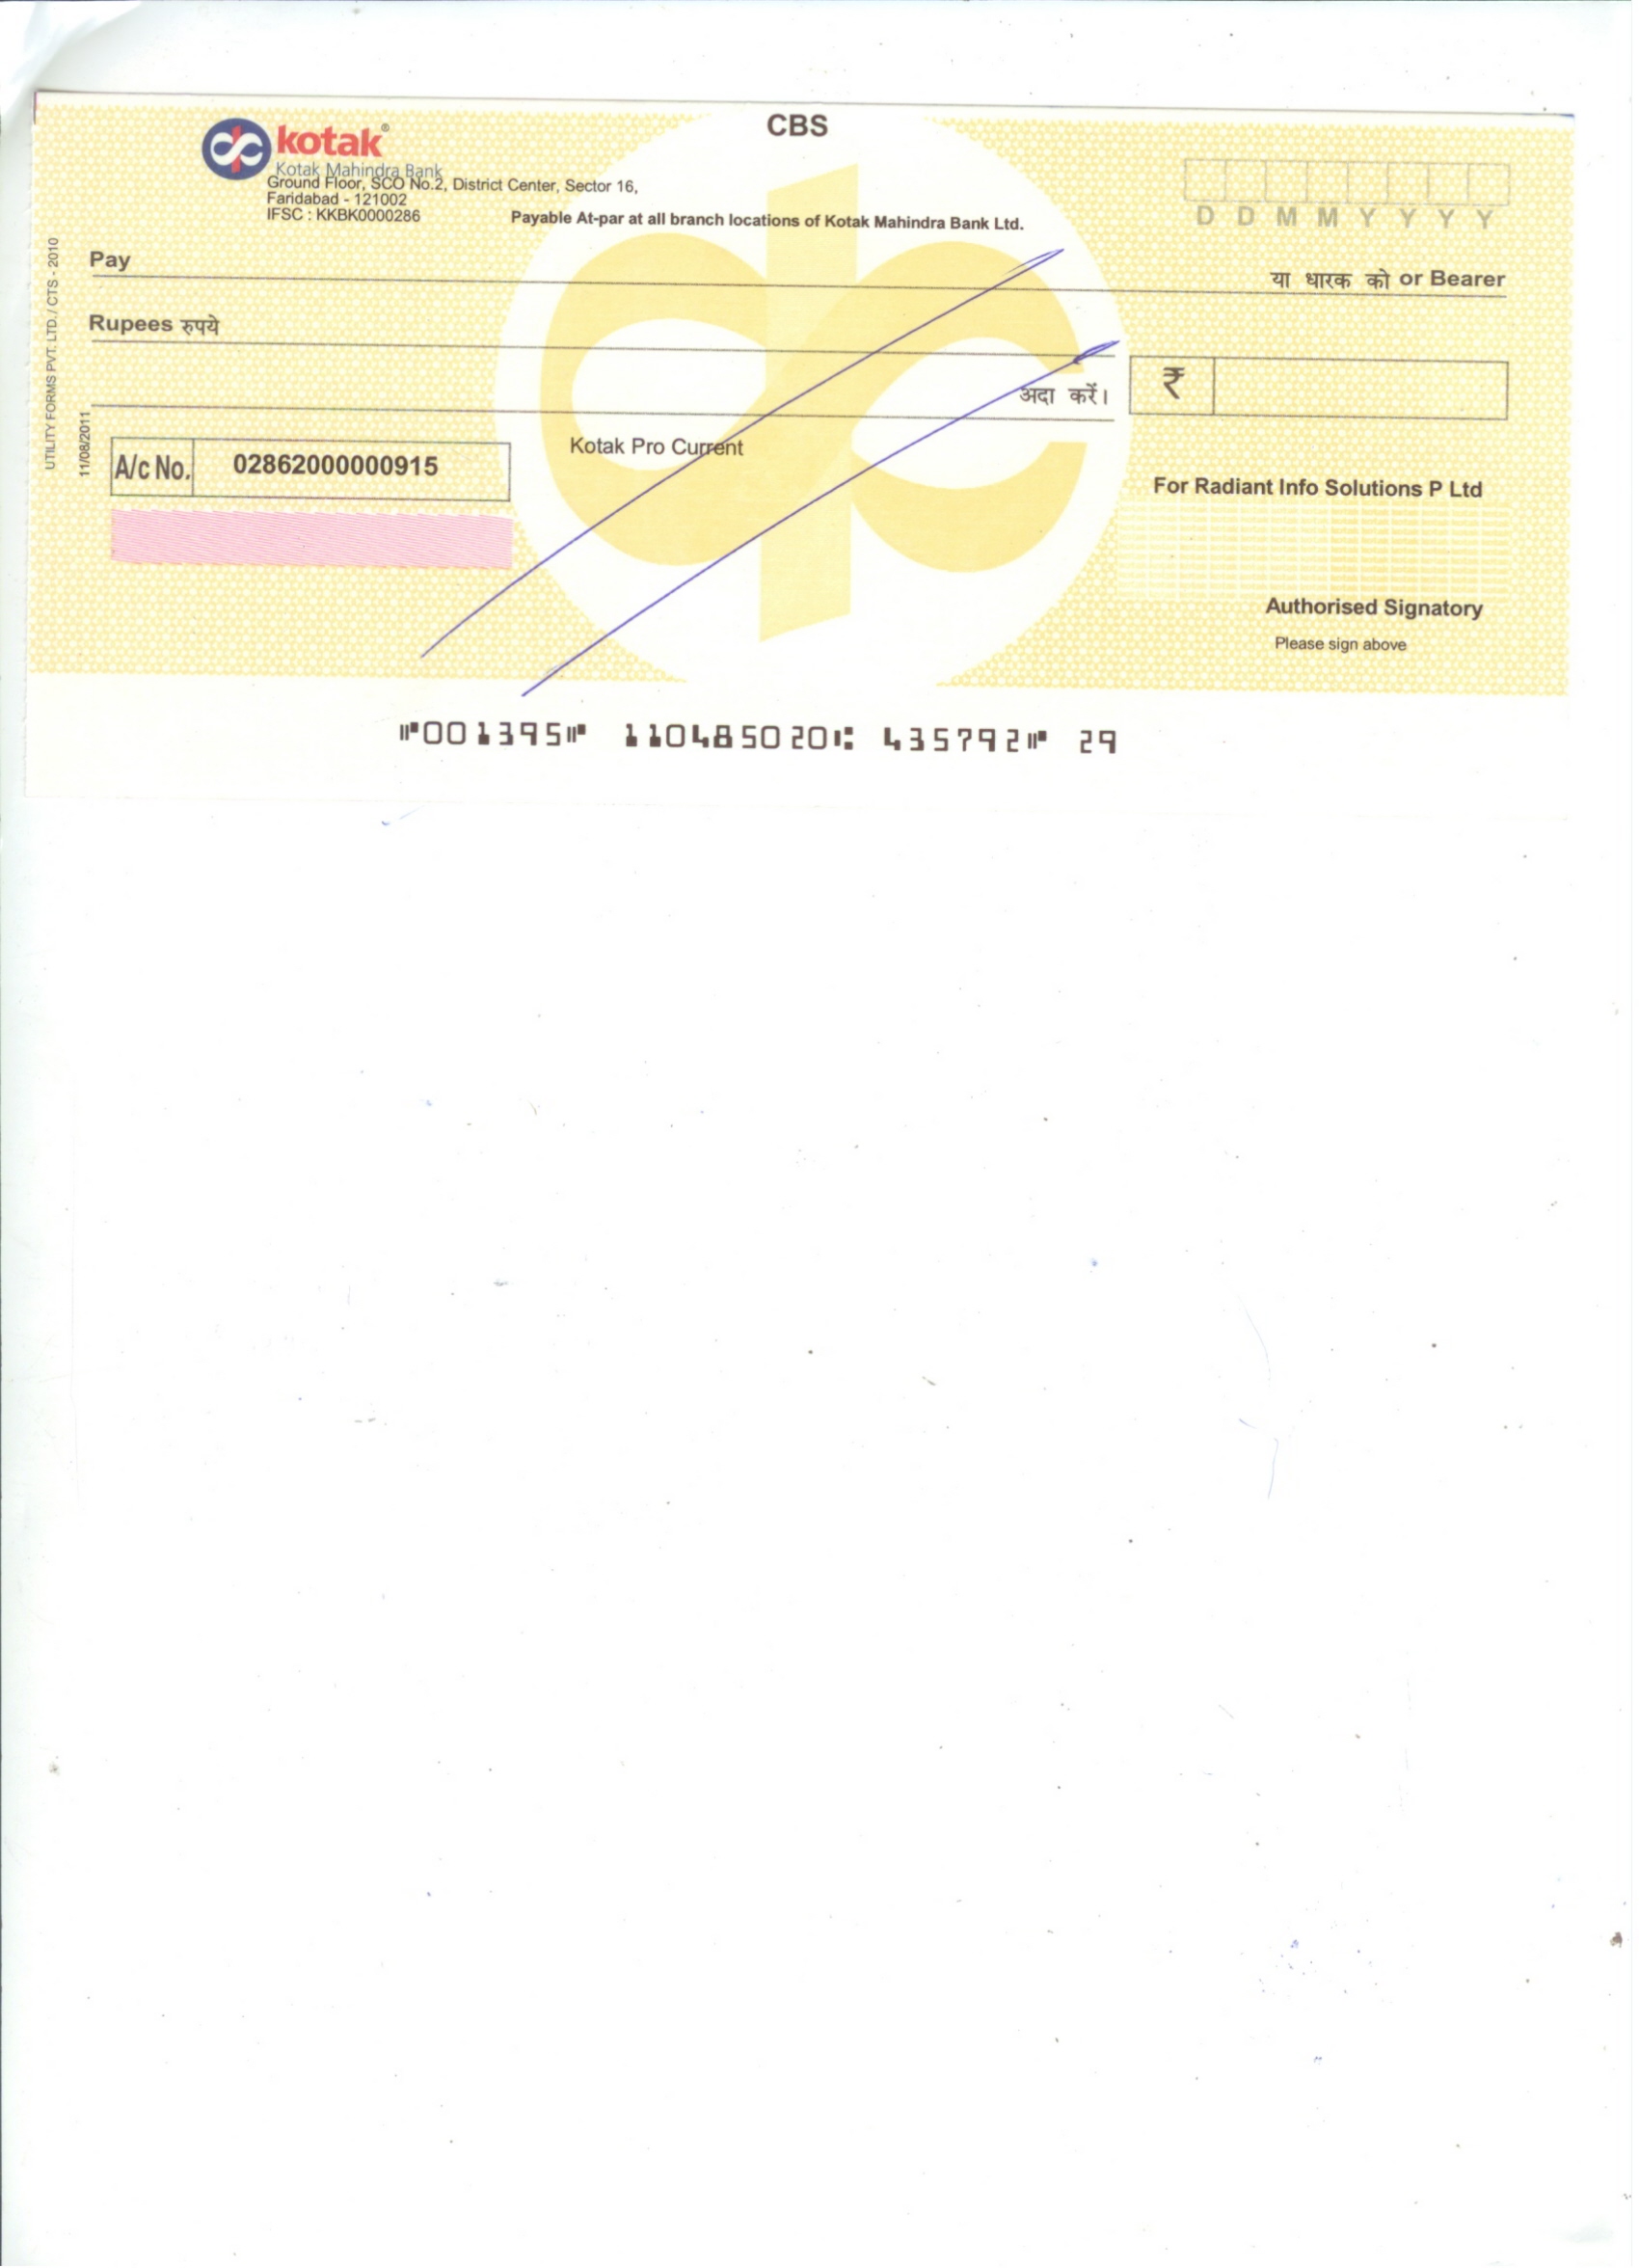 CBS
kotak®
Kotak Mahindra Bank
Ground Floor, SCO No.2, District Center, Sector 16,
Faridabad - 121002
IFSC : KKBK0000286
Payable At-par at all branch locations of Kotak Mahindra Bank Ltd.
D D M M Y Y Y Y
Pay
या धारक को or Bearer
Rupees रुपये
अदा करें।
₹
UTILITY FORMS PVT. LTD./ CTS - 2010
11/08/2011
A/c No. 02862000000915
Kotak Pro Current
For Radiant Info Solutions P Ltd
Authorised Signatory
Please sign above
⑈001395⑈ 110485020⑆ 435792⑈ 29